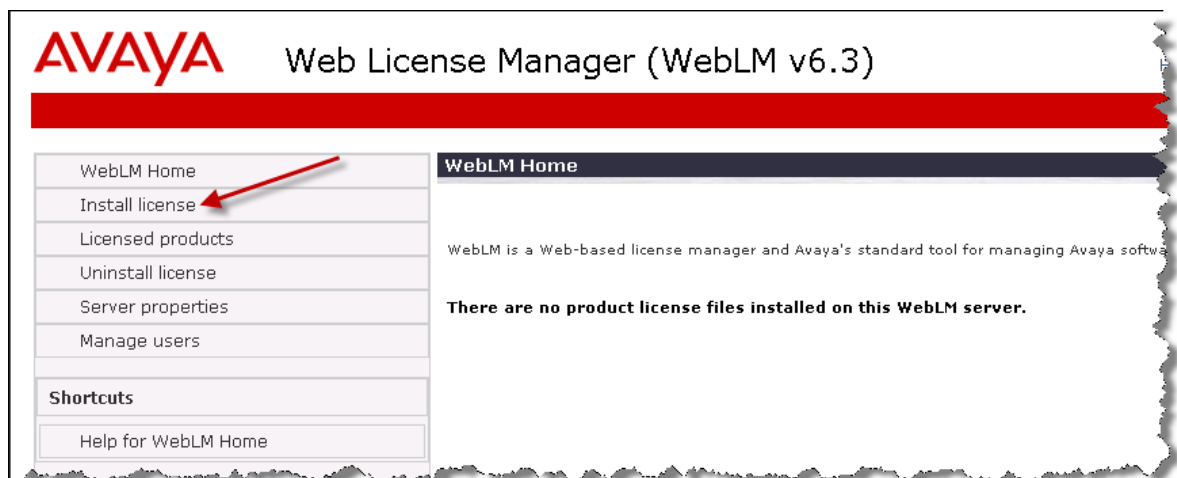 AVAYA
Web License Manager (WebLM v6.3)
WebLM Home
Install license
Licensed products
Uninstall license
Server properties
Manage users
Shortcuts
Help for WebLM Home
WebLM Home
WebLM is a Web-based license manager and Avaya's standard tool for managing Avaya
There are no product license files installed on this WebLM server.